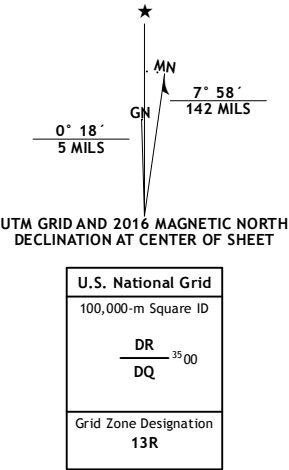 ★
MN
7° 58´
142 MILS
GN
0° 18´
5 MILS
UTM GRID AND 2016 MAGNETIC NORTH
DECLINATION AT CENTER OF SHEET
U.S. National Grid
100,000-m Square ID
DR
3500
DQ
Grid Zone Designation
13R